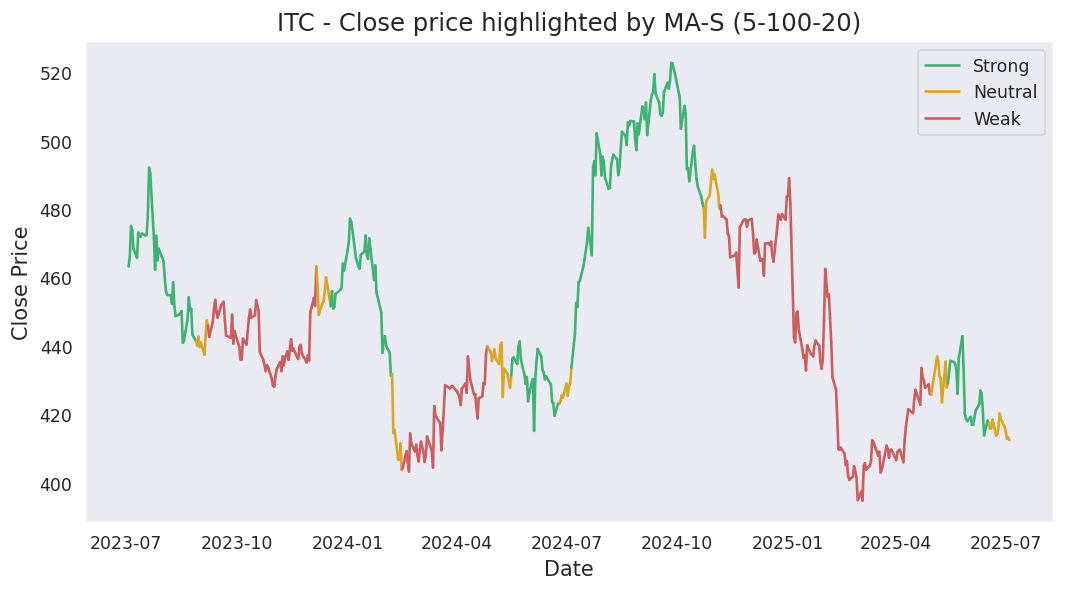 ITC - Close price highlighted by MA-S (5-100-20)
Strong
Neutral
Weak
Close Price
520
500
480
460
440
420
400
2023-07 2023-10 2024-01 2024-04 2024-07 2024-10 2025-01 2025-04 2025-07
Date